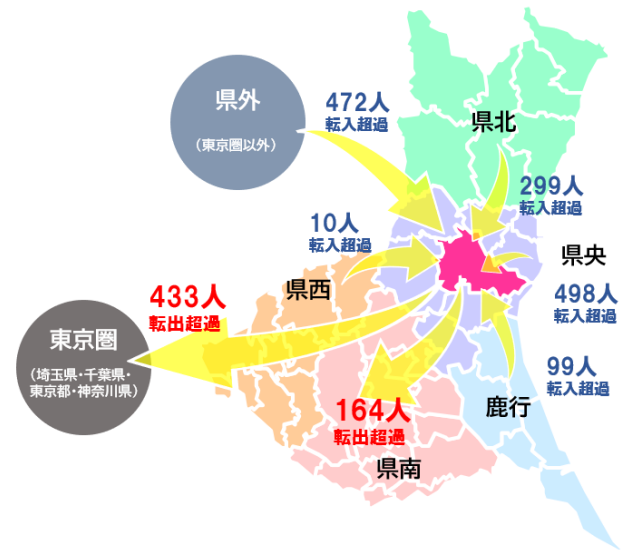 県外
（東京圏以外）
472人
転入超過
県北
299人
転入超過
10人
転入超過
県央
県西
498人
転入超過
433人
転出超過
東京圏
（埼玉県・千葉県・
東京都・神奈川県）
99人
転入超過
164人
転出超過
鹿行
県南